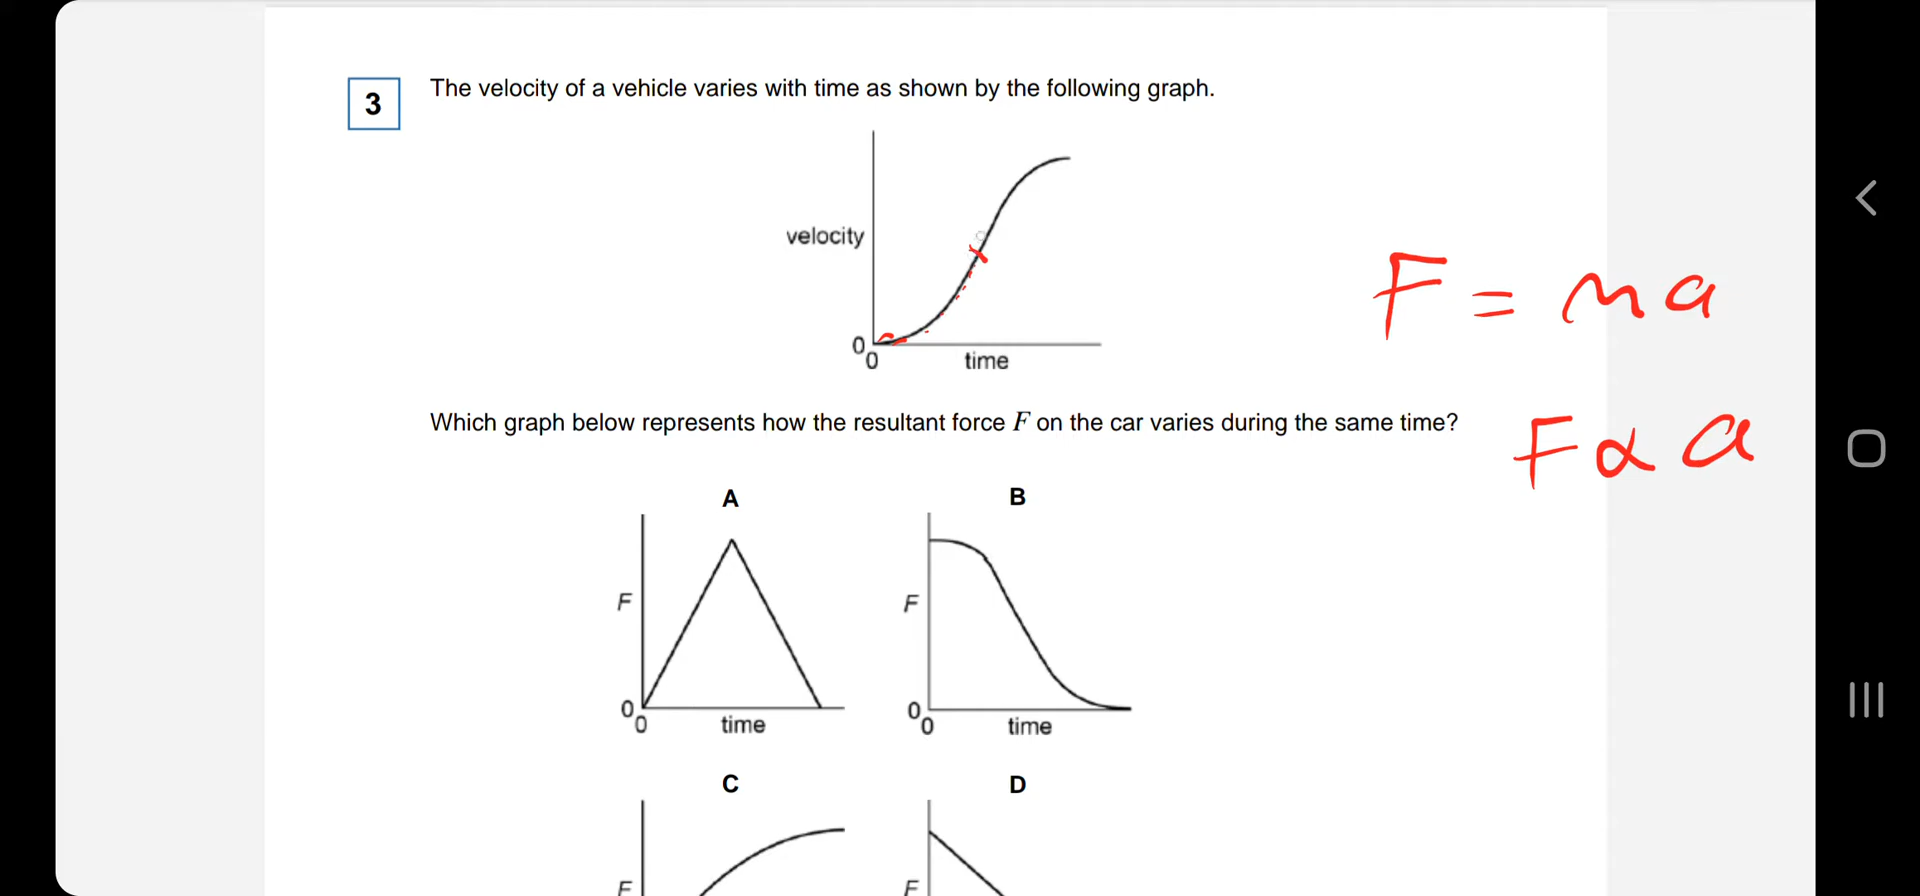 3
The velocity of a vehicle varies with time as shown by the following graph.
velocity
0
0
time
F = ma
Which graph below represents how the resultant force F on the car varies during the same time?
F ∝ a
A
B
F
F
0
0
time
0
0
time
C
D
F
F